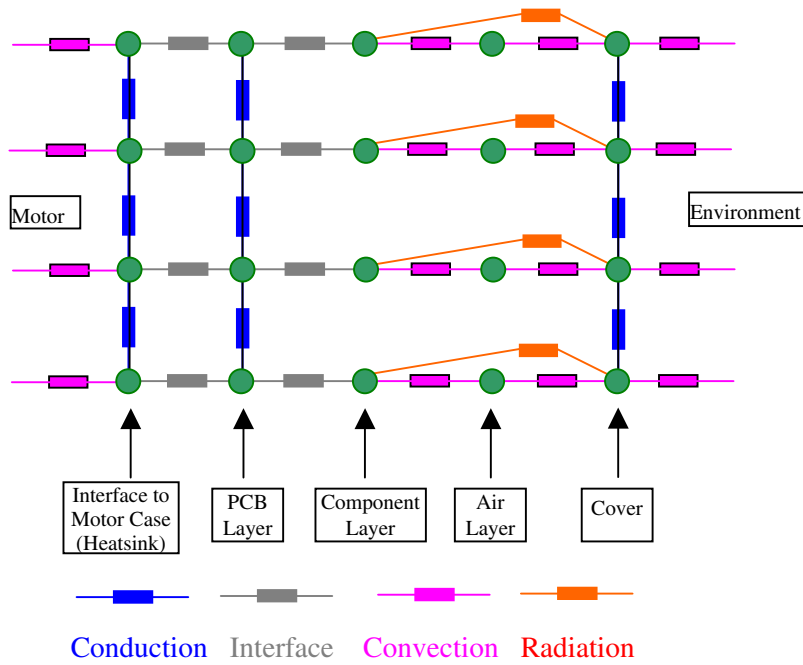 Motor
Environment
Interface to
Motor Case
(Heatsink)
PCB
Layer
Component
Layer
Air
Layer
Cover
Conduction
Interface
Convection
Radiation